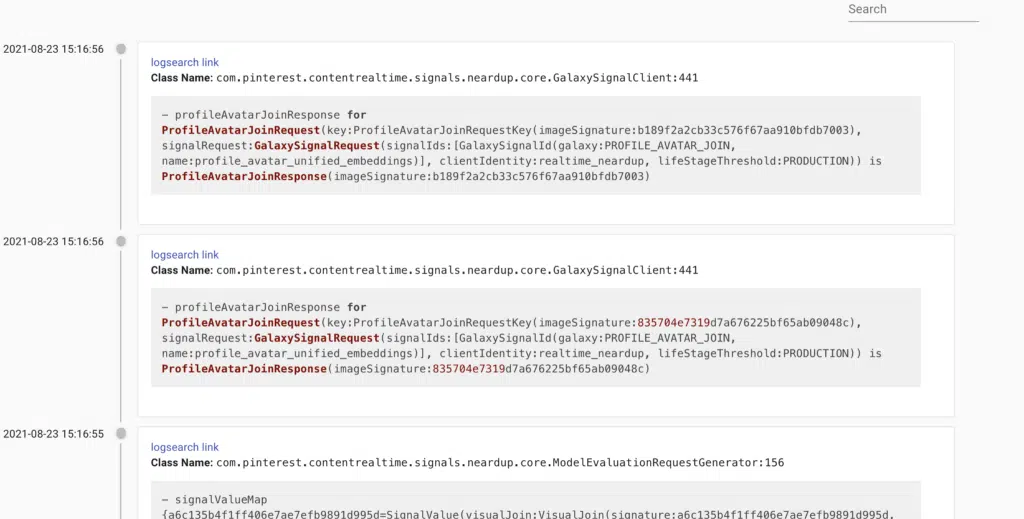 Search
2021-08-23 15:16:56
logsearch link
Class Name: com.pinterest.contentrealtime.signals.neardup.core.GalaxySignalClient:441
– profileAvatarJoinResponse for
ProfileAvatarJoinRequest(key:ProfileAvatarJoinRequestKey(imageSignature:b189f2a2cb33c576f67aa910bfdb7003),
signalRequest:GalaxySignalRequest(signalIds:[GalaxySignalId(galaxy:PROFILE_AVATAR_JOIN,
name:profile_avatar_unified_embeddings)], clientIdentity:realtime_neardup, lifeStageThreshold:PRODUCTION)) is
ProfileAvatarJoinResponse(imageSignature:b189f2a2cb33c576f67aa910bfdb7003)
2021-08-23 15:16:56
logsearch link
Class Name: com.pinterest.contentrealtime.signals.neardup.core.GalaxySignalClient:441
– profileAvatarJoinResponse for
ProfileAvatarJoinRequest(key:ProfileAvatarJoinRequestKey(imageSignature:835704e7319d7a676225bf65ab09048c),
signalRequest:GalaxySignalRequest(signalIds:[GalaxySignalId(galaxy:PROFILE_AVATAR_JOIN,
name:profile_avatar_unified_embeddings)], clientIdentity:realtime_neardup, lifeStageThreshold:PRODUCTION)) is
ProfileAvatarJoinResponse(imageSignature:835704e7319d7a676225bf65ab09048c)
2021-08-23 15:16:55
logsearch link
Class Name: com.pinterest.contentrealtime.signals.neardup.core.ModelEvaluationRequestGenerator:156
– signalValueMap
{a6c135b4f1ff406e7ae7efb9891d995d=SignalValue(visualJoin:VisualJoin(signature:a6c135b4f1ff406e7ae7efb9891d995d,